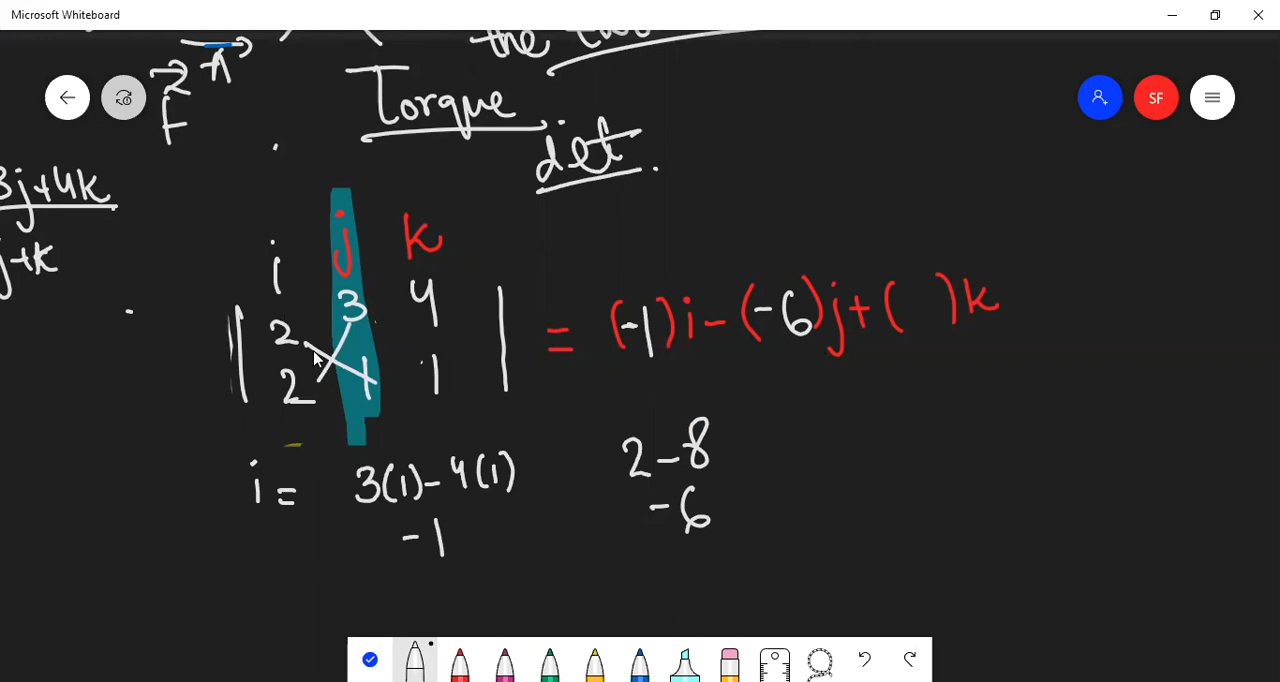 Microsoft Whiteboard
the
F
Torque
SF
det.
3j+4k
j+k
i j k
2 3 4 = (-1)i-(-6)j+( )k
2 1 1
i = 3(1)-4(1) 2-8
-1 -6